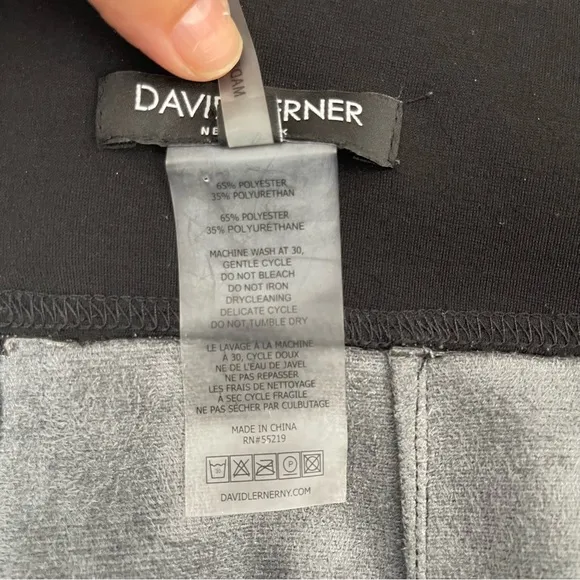 DAVID LERNER
NE K
MAD
65% POLYESTER
35% POLYURETHAN
65% POLYESTER
35% POLYURETHANE
MACHINE WASH AT 30,
GENTLE CYCLE
DO NOT BLEACH
DO NOT IRON
DRYCLEANING
DELICATE CYCLE
DO NOT TUMBLE DRY
LE LAVAGE À LA MACHINE
À 30, CYCLE DOUX
NE DE L'EAU DE JAVEL
NE PAS REPASSER
LES FRAIS DE NETTOYAGE
À SEC CYCLE FRAGILE
NE PAS SÉCHER PAR CULBUTAGE
MADE IN CHINA
RN#55219
DAVIDLERNERNY.COM